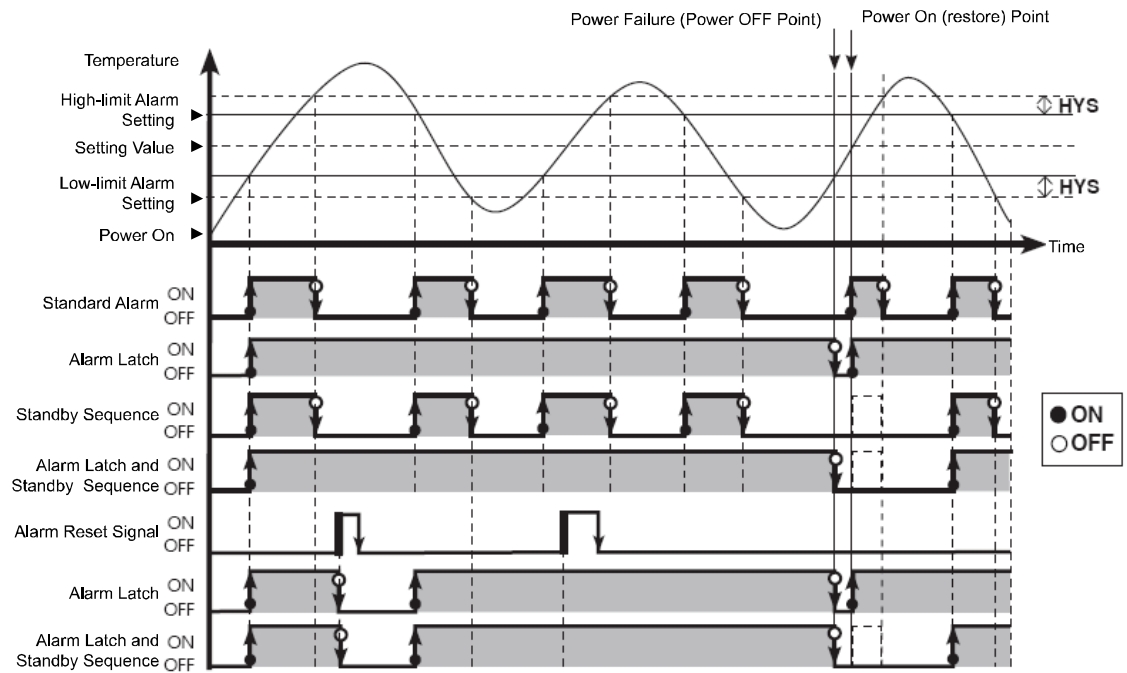 Power Failure (Power OFF Point)
Power On (restore) Point
Temperature
High-limit Alarm
Setting
HYS
Setting Value
Low-limit Alarm
Setting
HYS
Power On
Time
Standard Alarm
ON
OFF
Alarm Latch
ON
OFF
Standby Sequence
ON
OFF
ON
OFF
Alarm Latch and
Standby Sequence
ON
OFF
Alarm Reset Signal
ON
OFF
Alarm Latch
ON
OFF
Alarm Latch and
Standby Sequence
ON
OFF